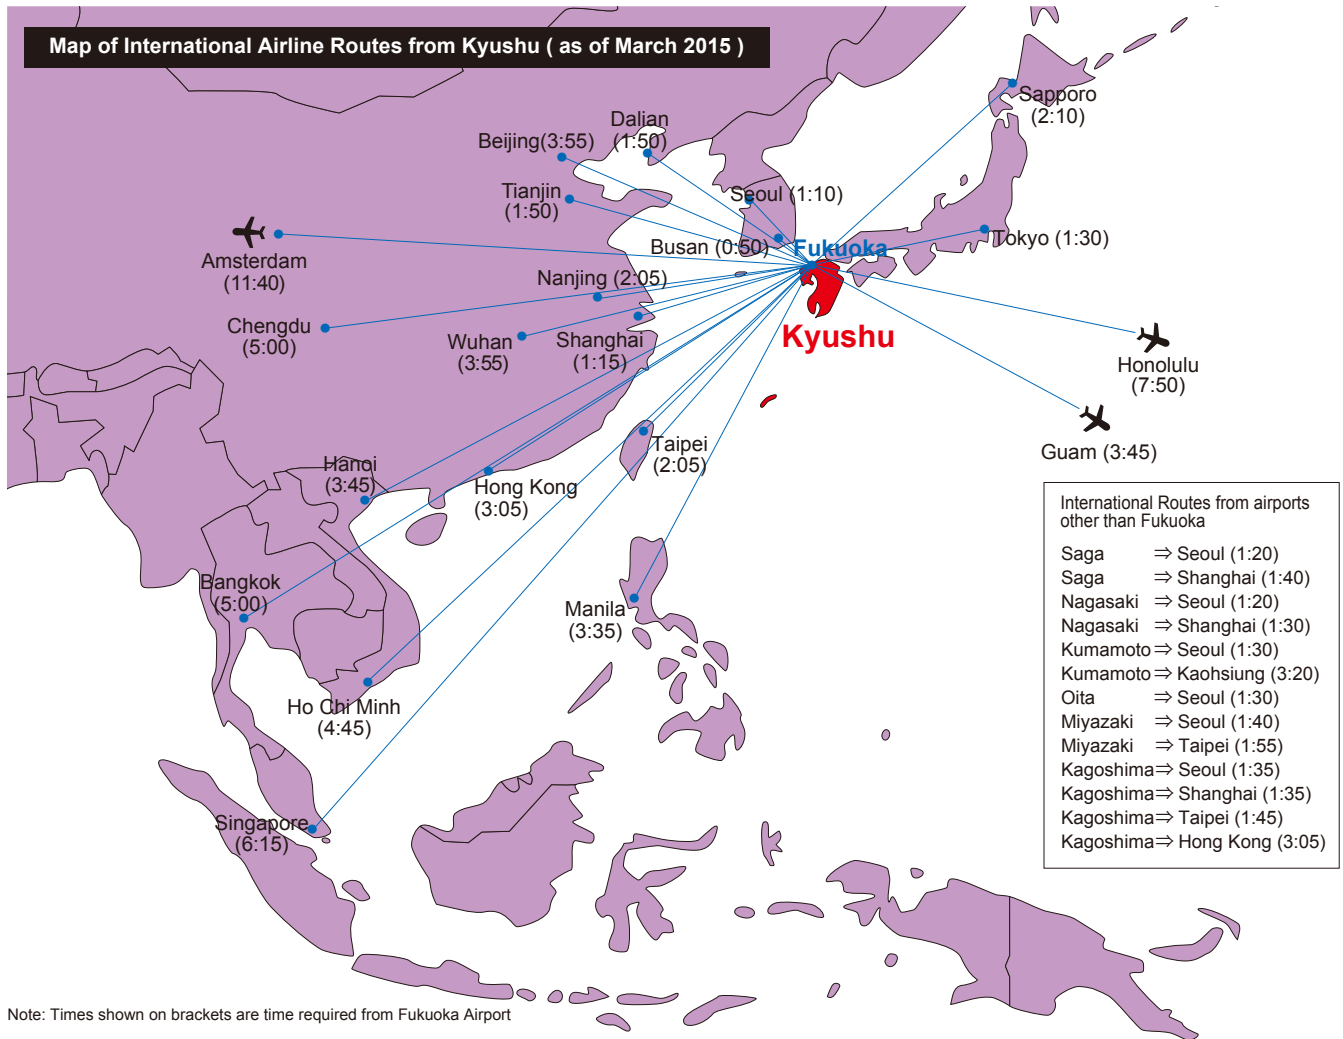 Map of International Airline Routes from Kyushu ( as of March 2015 )
Sapporo
(2:10)
Dalian
(1:50)
Beijing(3:55)
Tianjin
(1:50)
Seoul (1:10)
Busan (0:50)
Fukuoka
Tokyo (1:30)
Amsterdam
(11:40)
Nanjing (2:05)
Chengdu
(5:00)
Wuhan
(3:55)
Shanghai
(1:15)
Kyushu
Honolulu
(7:50)
Guam (3:45)
Taipei
(2:05)
Hanoi
(3:45)
Hong Kong
(3:05)
Bangkok
(5:00)
Manila
(3:35)
Ho Chi Minh
(4:45)
Singapore
(6:15)
International Routes from airports
other than Fukuoka
Saga ⇒ Seoul (1:20)
Saga ⇒ Shanghai (1:40)
Nagasaki ⇒ Seoul (1:20)
Nagasaki ⇒ Shanghai (1:30)
Kumamoto ⇒ Seoul (1:30)
Kumamoto ⇒ Kaohsiung (3:20)
Oita ⇒ Seoul (1:30)
Miyazaki ⇒ Seoul (1:40)
Miyazaki ⇒ Taipei (1:55)
Kagoshima ⇒ Seoul (1:35)
Kagoshima ⇒ Shanghai (1:35)
Kagoshima ⇒ Taipei (1:45)
Kagoshima ⇒ Hong Kong (3:05)
Note: Times shown on brackets are time required from Fukuoka Airport